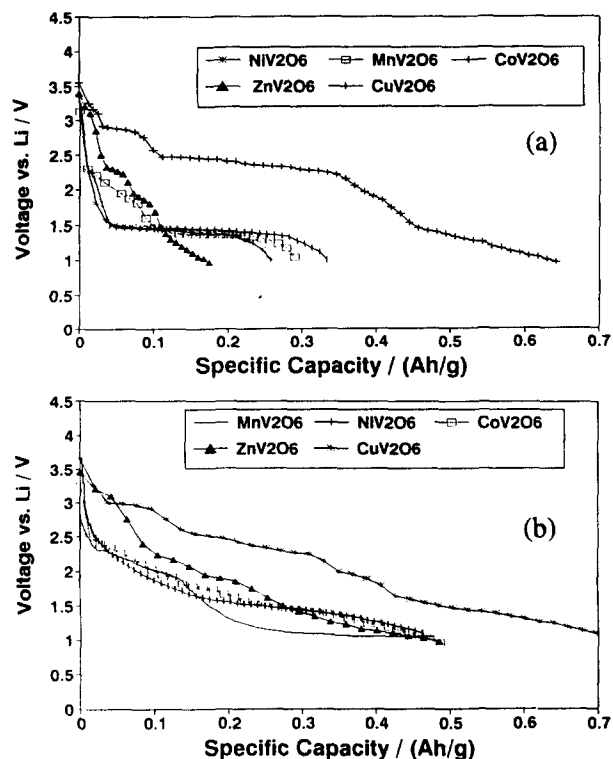 4.5
4
3.5
3
2.5
2
1.5
1
0.5
0
Voltage vs. Li / V
NiV2O6 MnV2O6 CoV2O6
ZnV2O6 CuV2O6
(a)
0 0.1 0.2 0.3 0.4 0.5 0.6 0.7
Specific Capacity / (Ah/g)
4.5
4
3.5
3
2.5
2
1.5
1
0.5
0
Voltage vs. Li / V
MnV2O6 NiV2O6 CoV2O6
ZnV2O6 CuV2O6
(b)
0 0.1 0.2 0.3 0.4 0.5 0.6 0.7
Specific Capacity / (Ah/g)